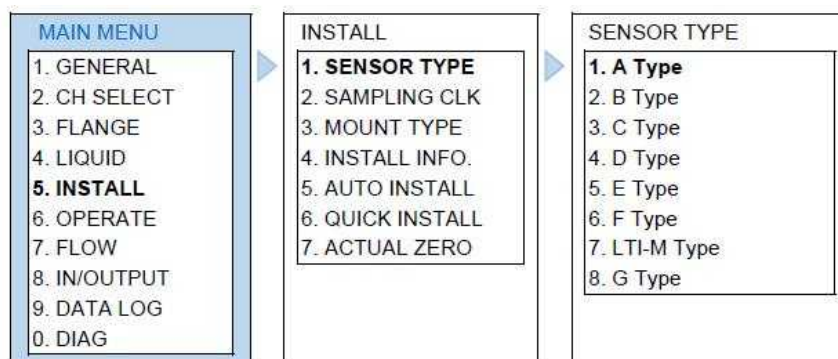 MAIN MENU
1. GENERAL
2. CH SELECT
3. FLANGE
4. LIQUID
5. INSTALL
6. OPERATE
7. FLOW
8. IN/OUTPUT
9. DATA LOG
0. DIAG
INSTALL
1. SENSOR TYPE
2. SAMPLING CLK
3. MOUNT TYPE
4. INSTALL INFO.
5. AUTO INSTALL
6. QUICK INSTALL
7. ACTUAL ZERO
SENSOR TYPE
1. A Type
2. B Type
3. C Type
4. D Type
5. E Type
6. F Type
7. LTI-M Type
8. G Type